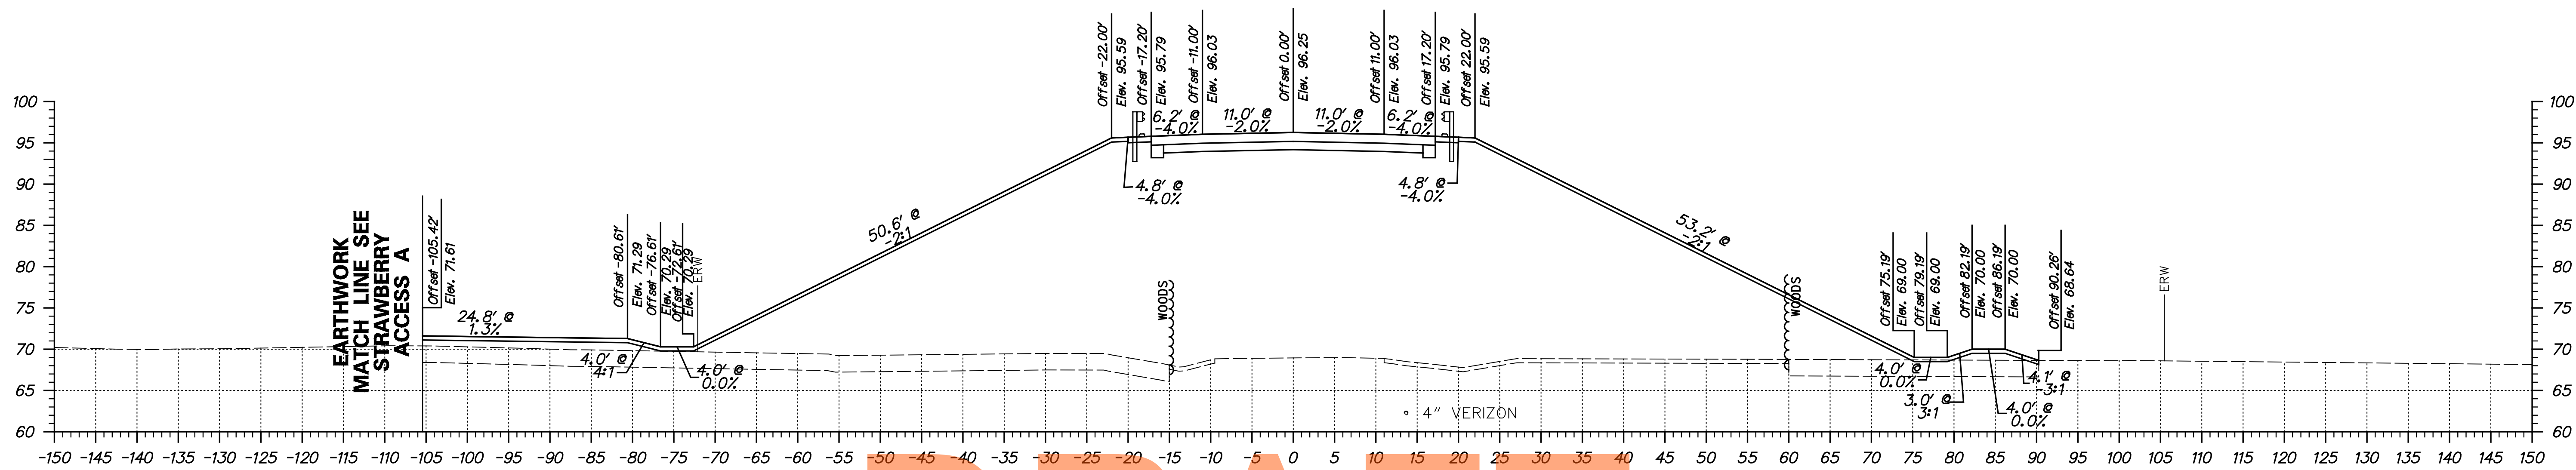 Offset -22.00'
Elev. 95.59
Offset -17.20'
Elev. 95.79
Offset -11.00'
Elev. 96.03
Offset 0.00'
Elev. 96.25
Offset 11.00'
Elev. 96.03
Offset 17.20'
Elev. 95.79
Offset 22.00'
Elev. 95.59
6.2' @
-4.0%
11.0' @
-2.0%
11.0' @
-2.0%
6.2' @
-4.0%
4.8' @
-4.0%
4.8' @
-4.0%
100
95
90
85
80
75
70
65
60
EARTHWORK
MATCH LINE SEE
STRAWBERRY
ACCESS A
Offset -105.42'
Elev. 71.61
24.8' @
1.3%
Offset -80.61'
Elev. 71.29
Offset -76.61'
Elev. 70.29
Offset -72.61'
Elev. 70.29
ERW
4.0' @
4:1
4.0' @
0.0%
50.6' @
-2:1
WOODS
4" VERIZON
53.2' @
-2:1
WOODS
Offset 75.19'
Elev. 69.00
Offset 79.19'
Elev. 69.00
Offset 82.19'
Elev. 70.00
Offset 86.19'
Elev. 70.00
Offset 90.26'
Elev. 68.64
4.0' @
0.0%
3.0' @
3:1
4.0' @
0.0%
4.1' @
-3:1
ERW
100
95
90
85
80
75
70
65
60
-150 -145 -140 -135 -130 -125 -120 -115 -110 -105 -100 -95 -90 -85 -80 -75 -70 -65 -60 -55 -50 -45 -40 -35 -30 -25 -20 -15 -10 -5 0 5 10 15 20 25 30 35 40 45 50 55 60 65 70 75 80 85 90 95 100 105 110 115 120 125 130 135 140 145 150